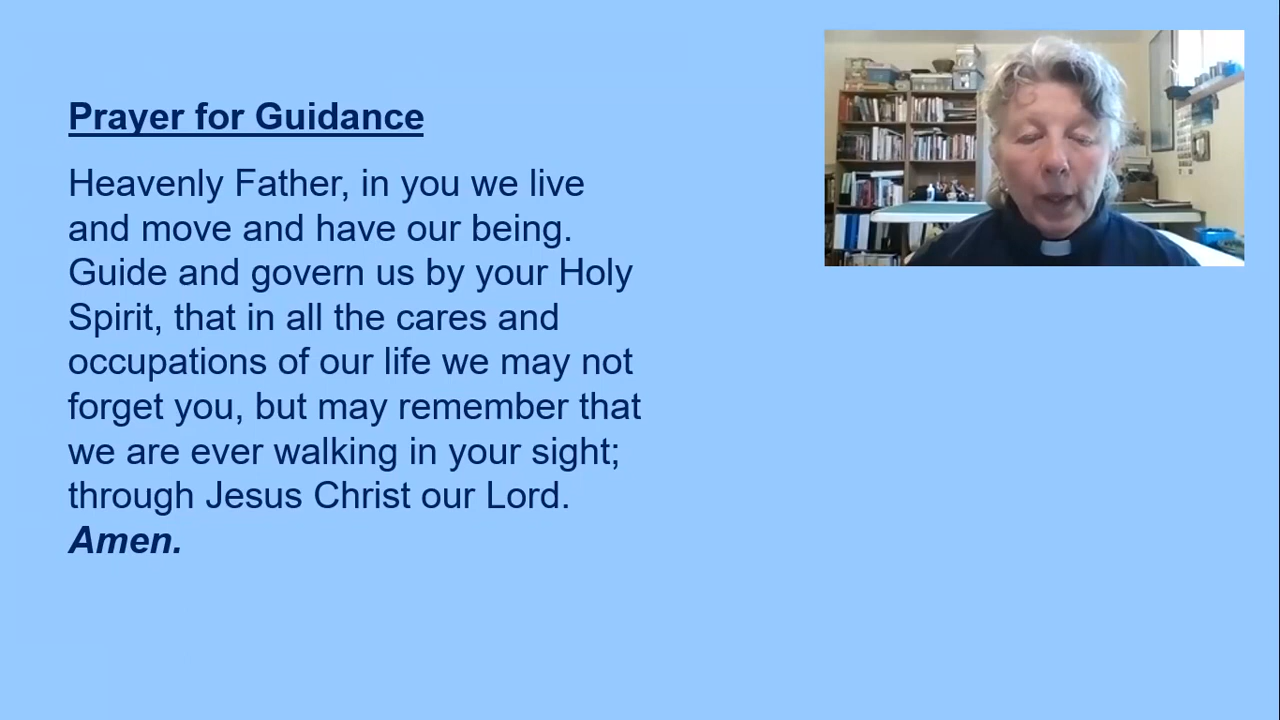 Prayer for Guidance
Heavenly Father, in you we live
and move and have our being.
Guide and govern us by your Holy
Spirit, that in all the cares and
occupations of our life we may not
forget you, but may remember that
we are ever walking in your sight;
through Jesus Christ our Lord.
Amen.